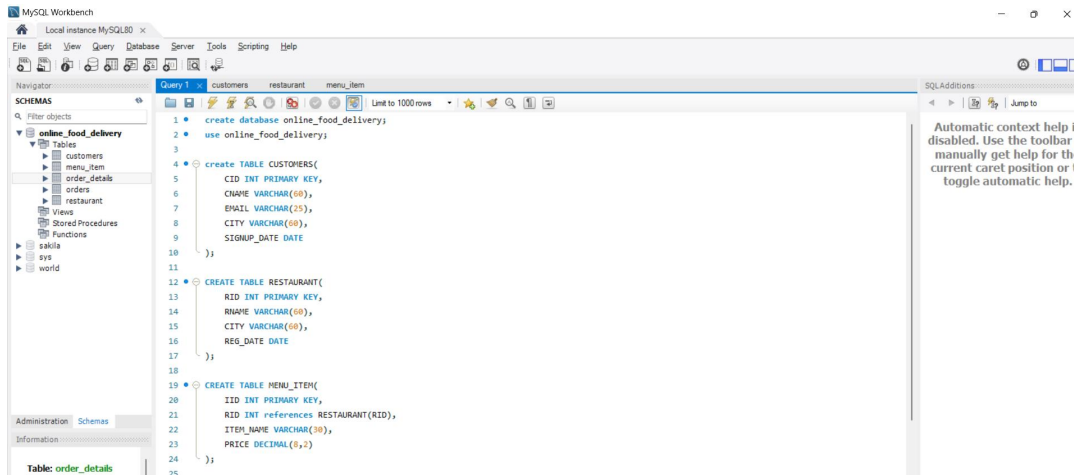 MySQL Workbench
Local instance MySQL80 ×
File Edit View Query Database Server Tools Scripting Help
Navigator
SCHEMAS
Filter objects
online_food_delivery
Tables
customers
menu_item
order_details
orders
restaurant
Views
Stored Procedures
Functions
sakila
sys
world
Administration Schemas
Information
Table: order_details
Query 1 × customers restaurant menu_item
Limit to 1000 rows
1 create database online_food_delivery;
2 use online_food_delivery;
3
4 create TABLE CUSTOMERS(
5 CID INT PRIMARY KEY,
6 CNAME VARCHAR(60),
7 EMAIL VARCHAR(25),
8 CITY VARCHAR(60),
9 SIGNUP_DATE DATE
10 );
11
12 CREATE TABLE RESTAURANT(
13 RID INT PRIMARY KEY,
14 RNAME VARCHAR(60),
15 CITY VARCHAR(60),
16 REG_DATE DATE
17 );
18
19 CREATE TABLE MENU_ITEM(
20 IID INT PRIMARY KEY,
21 RID INT references RESTAURANT(RID),
22 ITEM_NAME VARCHAR(30),
23 PRICE DECIMAL(8,2)
24 );
25
SQLAdditions
Jump to
Automatic context help i
disabled. Use the toolbar
manually get help for the
current caret position or t
toggle automatic help.